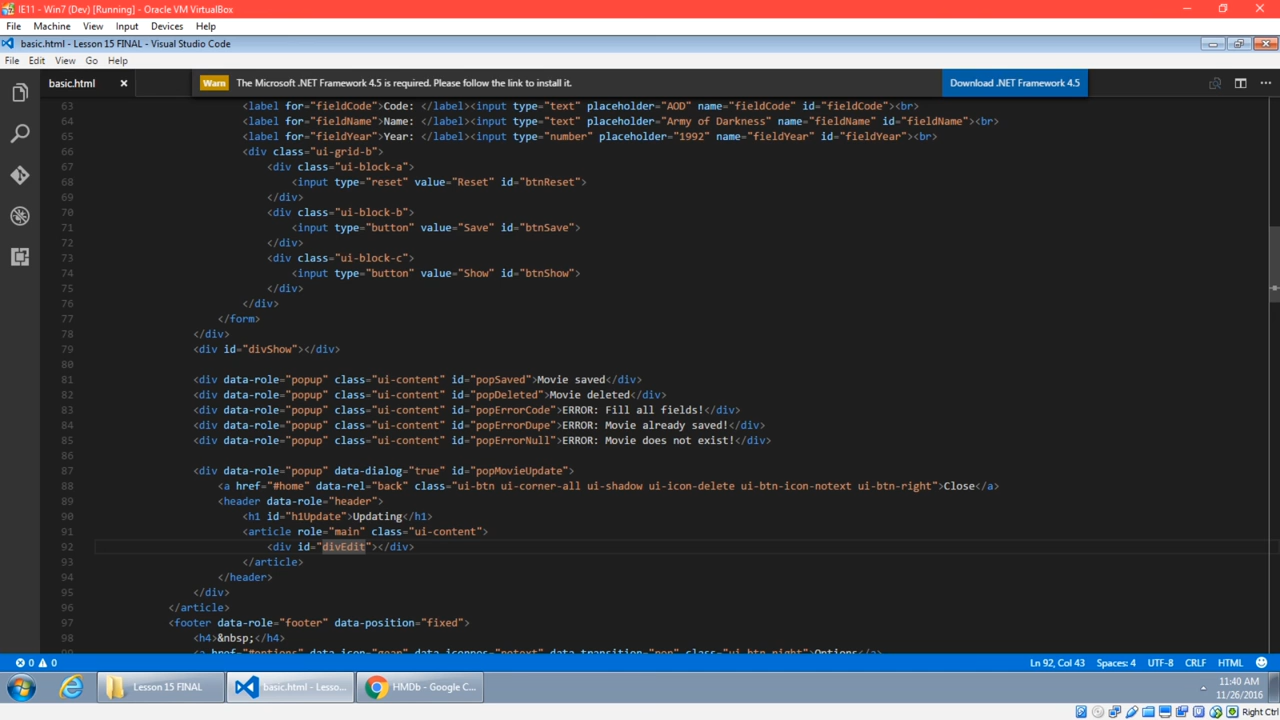 IE11 - Win7 (Dev) [Running] - Oracle VM VirtualBox
File Machine View Input Devices Help
basic.html - Lesson 15 FINAL - Visual Studio Code
File Edit View Go Help
basic.html
Warn The Microsoft .NET Framework 4.5 is required. Please follow the link to install it.
Download .NET Framework 4.5
63 <label for="fieldCode">Code: </label><input type="text" placeholder="AOD" name="fieldCode" id="fieldCode"><br>
64 <label for="fieldName">Name: </label><input type="text" placeholder="Army of Darkness" name="fieldName" id="fieldName"><br>
65 <label for="fieldYear">Year: </label><input type="number" placeholder="1992" name="fieldYear" id="fieldYear"><br>
66 <div class="ui-grid-b">
67 <div class="ui-block-a">
68 <input type="reset" value="Reset" id="btnReset">
69 </div>
70 <div class="ui-block-b">
71 <input type="button" value="Save" id="btnSave">
72 </div>
73 <div class="ui-block-c">
74 <input type="button" value="Show" id="btnShow">
75 </div>
76 </div>
77 </form>
78 </div>
79 <div id="divShow"></div>
80
81 <div data-role="popup" class="ui-content" id="popSaved">Movie saved</div>
82 <div data-role="popup" class="ui-content" id="popDeleted">Movie deleted</div>
83 <div data-role="popup" class="ui-content" id="popErrorCode">ERROR: Fill all fields!</div>
84 <div data-role="popup" class="ui-content" id="popErrorDupe">ERROR: Movie already saved!</div>
85 <div data-role="popup" class="ui-content" id="popErrorNull">ERROR: Movie does not exist!</div>
86
87 <div data-role="popup" data-dialog="true" id="popMovieUpdate">
88 <a href="#home" data-rel="back" class="ui-btn ui-corner-all ui-shadow ui-icon-delete ui-btn-icon-notext ui-btn-right">Close</a>
89 <header data-role="header">
90 <h1 id="h1Update">Updating</h1>
91 <article role="main" class="ui-content">
92 <div id="divEdit"></div>
93 </article>
94 </header>
95 </div>
96 </article>
97 <footer data-role="footer" data-position="fixed">
98 <h4>&nbsp;</h4>
99 <a href="#options" data-icon="gear" data-iconpos="notext" data-transition="pop" class="ui-btn-right">Options</a>
0 0
Ln 92, Col 43 Spaces: 4 UTF-8 CRLF HTML
Lesson 15 FINAL
basic.html - Lesso...
HMDb - Google C...
11:40 AM
11/26/2016
Right Ctrl